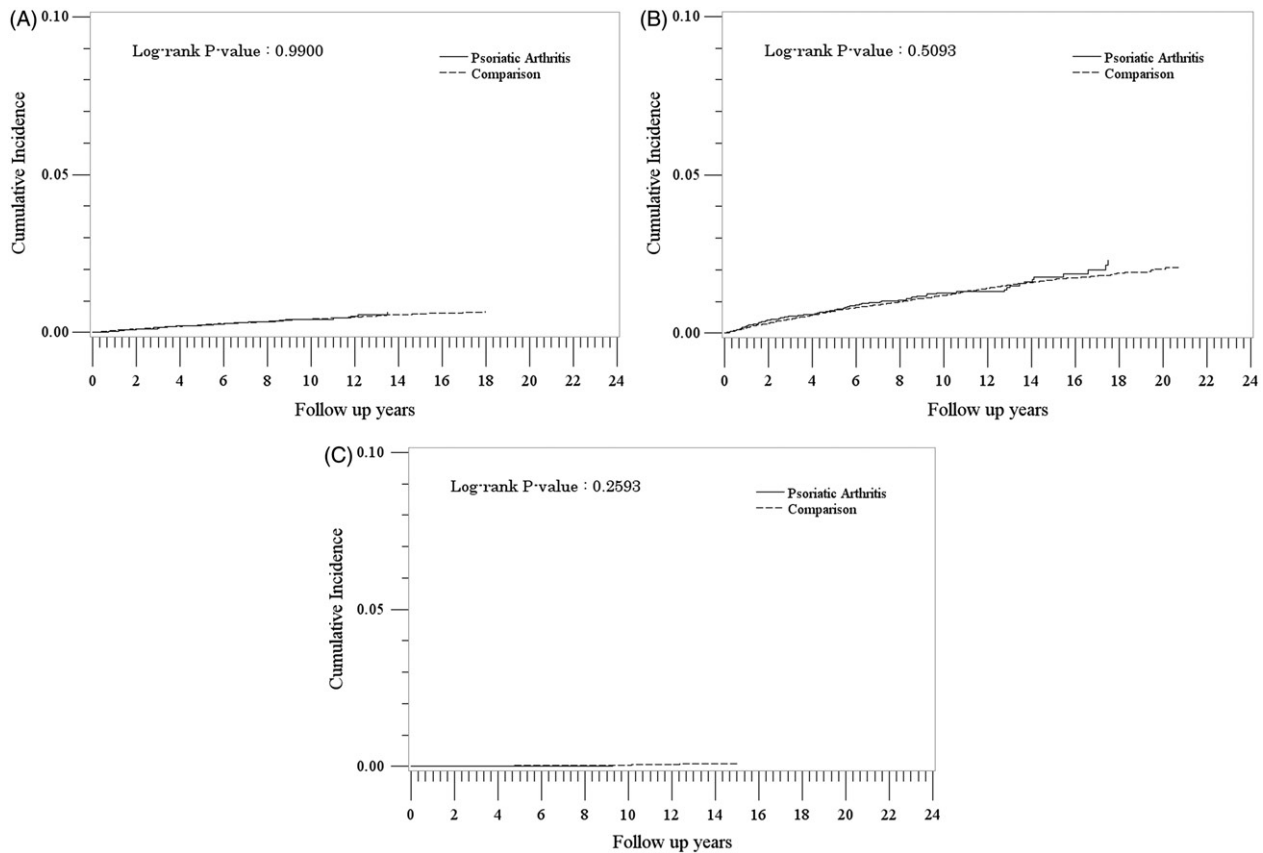 (A)
Log-rank P-value : 0.9900
Psoriatic Arthritis
Comparison
Cumulative Incidence
0.10
0.05
0.00
0 2 4 6 8 10 12 14 16 18 20 22 24
Follow up years
(B)
Log-rank P-value : 0.5093
Psoriatic Arthritis
Comparison
Cumulative Incidence
0.10
0.05
0.00
0 2 4 6 8 10 12 14 16 18 20 22 24
Follow up years
(C)
Log-rank P-value : 0.2593
Psoriatic Arthritis
Comparison
Cumulative Incidence
0.10
0.05
0.00
0 2 4 6 8 10 12 14 16 18 20 22 24
Follow up years